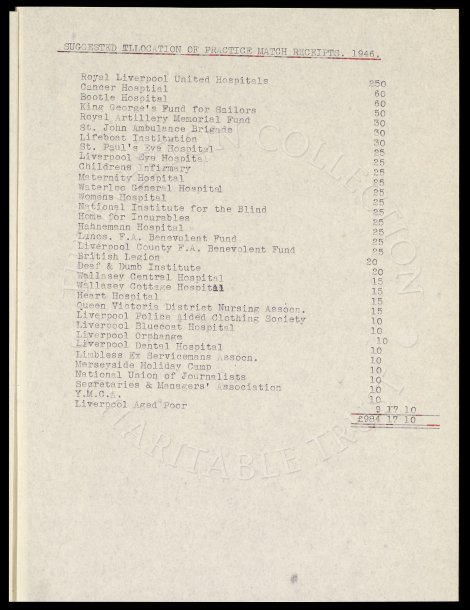 SUGGESTED TLLOCATION OF PRACTICE MATCH RECEIPTS. 1946.
Royal Liverpool United Hospitals 250
Cancer Hosptial 60
Bootle Hospital 60
King George's Fund for Sailors 50
Royal Artillery Memorial Fund 30
St. John Ambulance Brigade 30
Lifeboat Institution 30
St. Paul's Eye Hospital 25
Liverpool Eye Hospital 25
Childrens Infirmary 25
Maternity Hospital 25
Waterloo General Hospital 25
Womens Hospital 25
National Institute for the Blind 25
Home for Incurables 25
Hahnemann Hospital 25
Lancs. F.A. Benevolent Fund 25
Liverpool County F.A. Benevolent Fund 25
British Legion 20
Deaf & Dumb Institute 20
Wallasey Central Hospital 15
Wallasey Cottage Hospital 15
Heart Hospital 15
Queen Victoria District Nursing Assocn. 15
Liverpool Police Aided Clothing Society 10
Liverpool Bluecoat Hospital 10
Liverpool Orphange 10
Liverpool Dental Hospital 10
Limbless Ex Servicemans Assocn. 10
Merseyside Holiday Camp 10
National Union of Journalists 10
Secretaries & Managers' Association 10
Y.M.C.A. 10
Liverpool Aged Poor 9 17 10
£984 17 10
COLLECTION
CHARITABLE